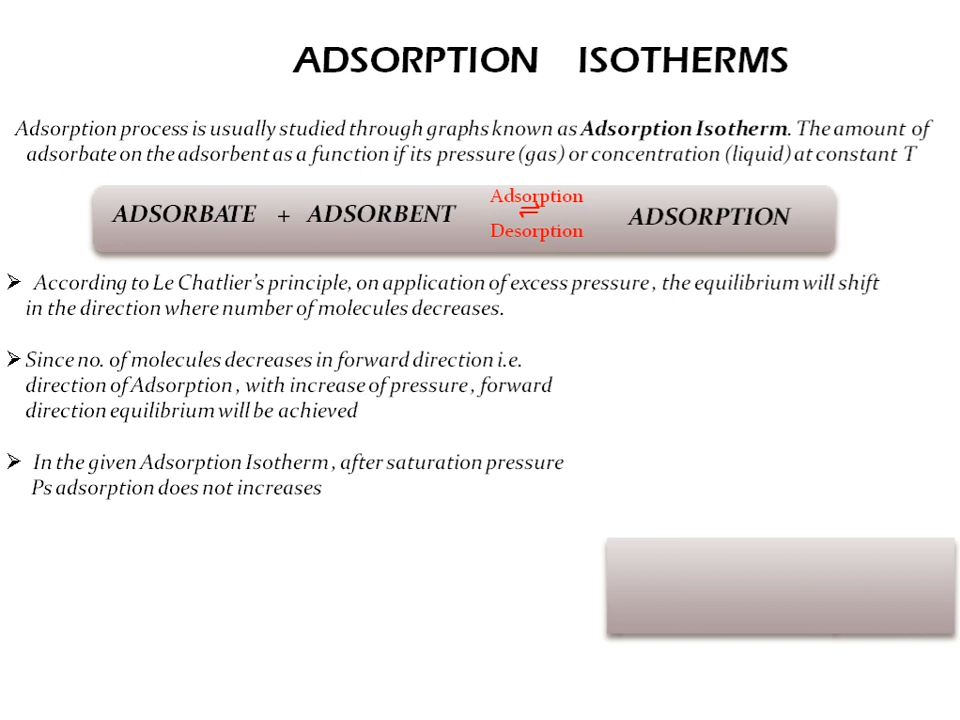 ADSORPTION ISOTHERMS
Adsorption process is usually studied through graphs known as Adsorption Isotherm. The amount of
adsorbate on the adsorbent as a function if its pressure (gas) or concentration (liquid) at constant T
ADSORBATE + ADSORBENT Adsorption ⇌ Desorption ADSORPTION
➢ According to Le Chatlier's principle, on application of excess pressure , the equilibrium will shift
in the direction where number of molecules decreases.
➢ Since no. of molecules decreases in forward direction i.e.
direction of Adsorption , with increase of pressure , forward
direction equilibrium will be achieved
➢ In the given Adsorption Isotherm , after saturation pressure
Ps adsorption does not increases